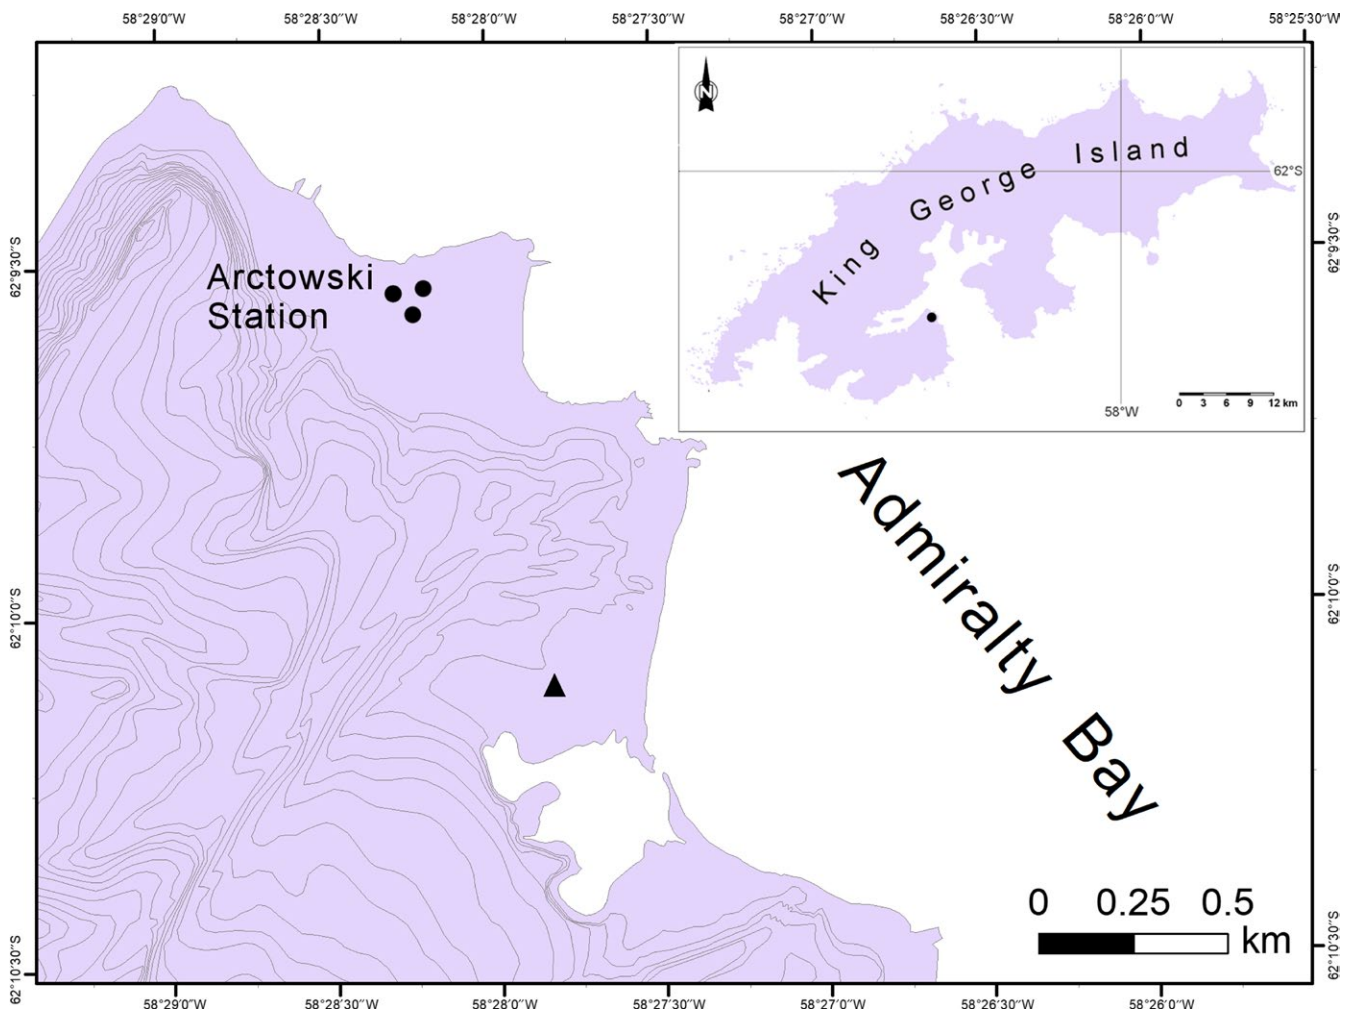 58°29'0"W 58°28'30"W 58°28'0"W 58°27'30"W 58°27'0"W 58°26'30"W 58°26'0"W 58°25'30"W
N
King George Island
62°S
58°W
0 3 6 9 12 km
62°9'30"S
62°9'30"S
Arctowski
Station
Admiralty Bay
62°10'0"S
62°10'0"S
0 0.25 0.5
km
62°10'30"S
62°10'30"S
58°29'0"W 58°28'30"W 58°28'0"W 58°27'30"W 58°27'0"W 58°26'30"W 58°26'0"W